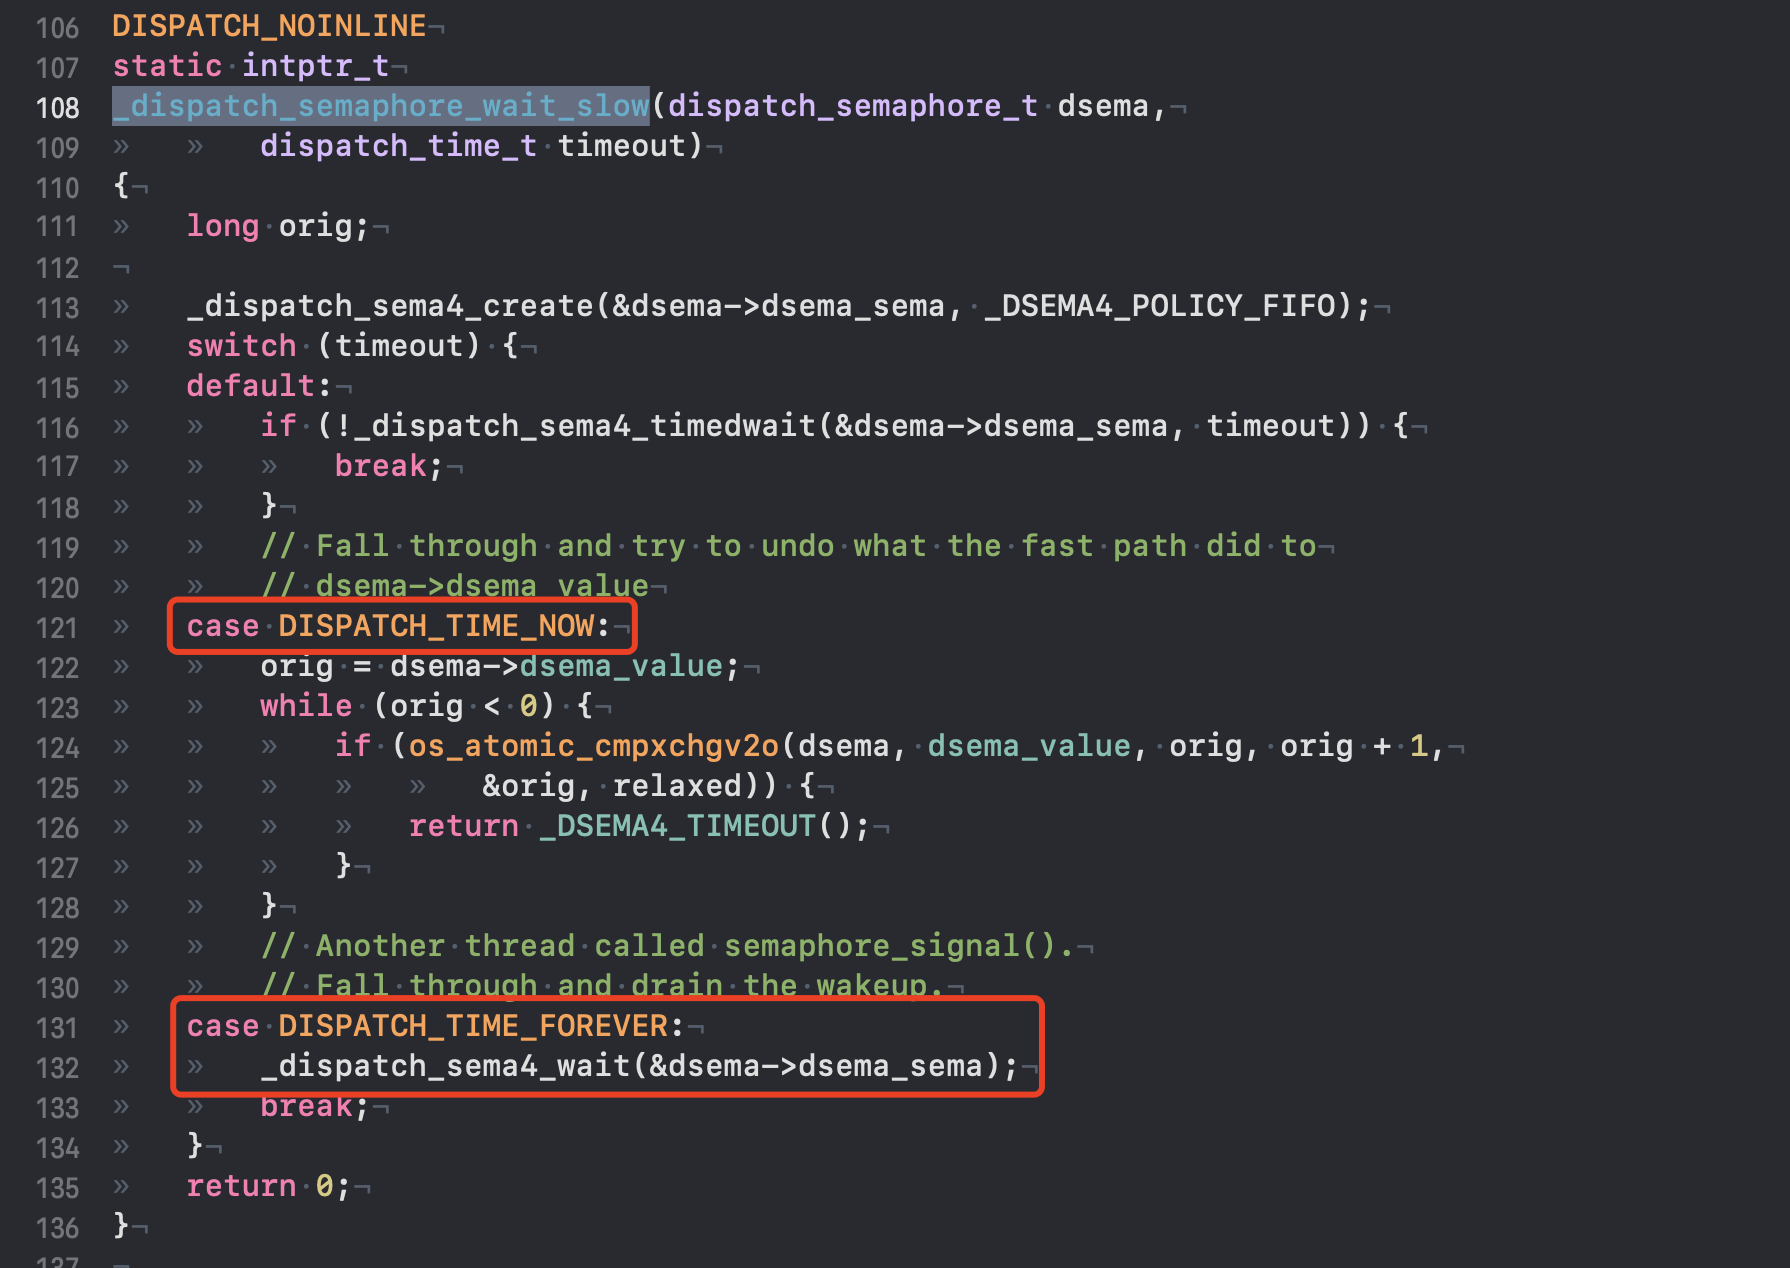 106 DISPATCH_NOINLINE¬
107 static·intptr_t¬
108 _dispatch_semaphore_wait_slow(dispatch_semaphore_t·dsema,¬
109 » » dispatch_time_t·timeout)¬
110 {¬
111 » long·orig;¬
112 ¬
113 » _dispatch_sema4_create(&dsema->dsema_sema,·_DSEMA4_POLICY_FIFO);¬
114 » switch·(timeout)·{¬
115 » default:¬
116 » » if·(!_dispatch_sema4_timedwait(&dsema->dsema_sema,·timeout))·{¬
117 » » » break;¬
118 » » }¬
119 » » //·Fall·through·and·try·to·undo·what·the·fast·path·did·to¬
120 » » //·dsema->dsema_value¬
121 » case·DISPATCH_TIME_NOW:¬
122 » » orig·=·dsema->dsema_value;¬
123 » » while·(orig·<·0)·{¬
124 » » » if·(os_atomic_cmpxchgv2o(dsema,·dsema_value,·orig,·orig·+·1,¬
125 » » » » » &orig,·relaxed))·{¬
126 » » » » return·_DSEMA4_TIMEOUT();¬
127 » » » }¬
128 » » }¬
129 » » //·Another·thread·called·semaphore_signal().¬
130 » » //·Fall·through·and·drain·the·wakeup.¬
131 » case·DISPATCH_TIME_FOREVER:¬
132 » » _dispatch_sema4_wait(&dsema->dsema_sema);¬
133 » » break;¬
134 » }¬
135 » return·0;¬
136 }¬
137 ¬